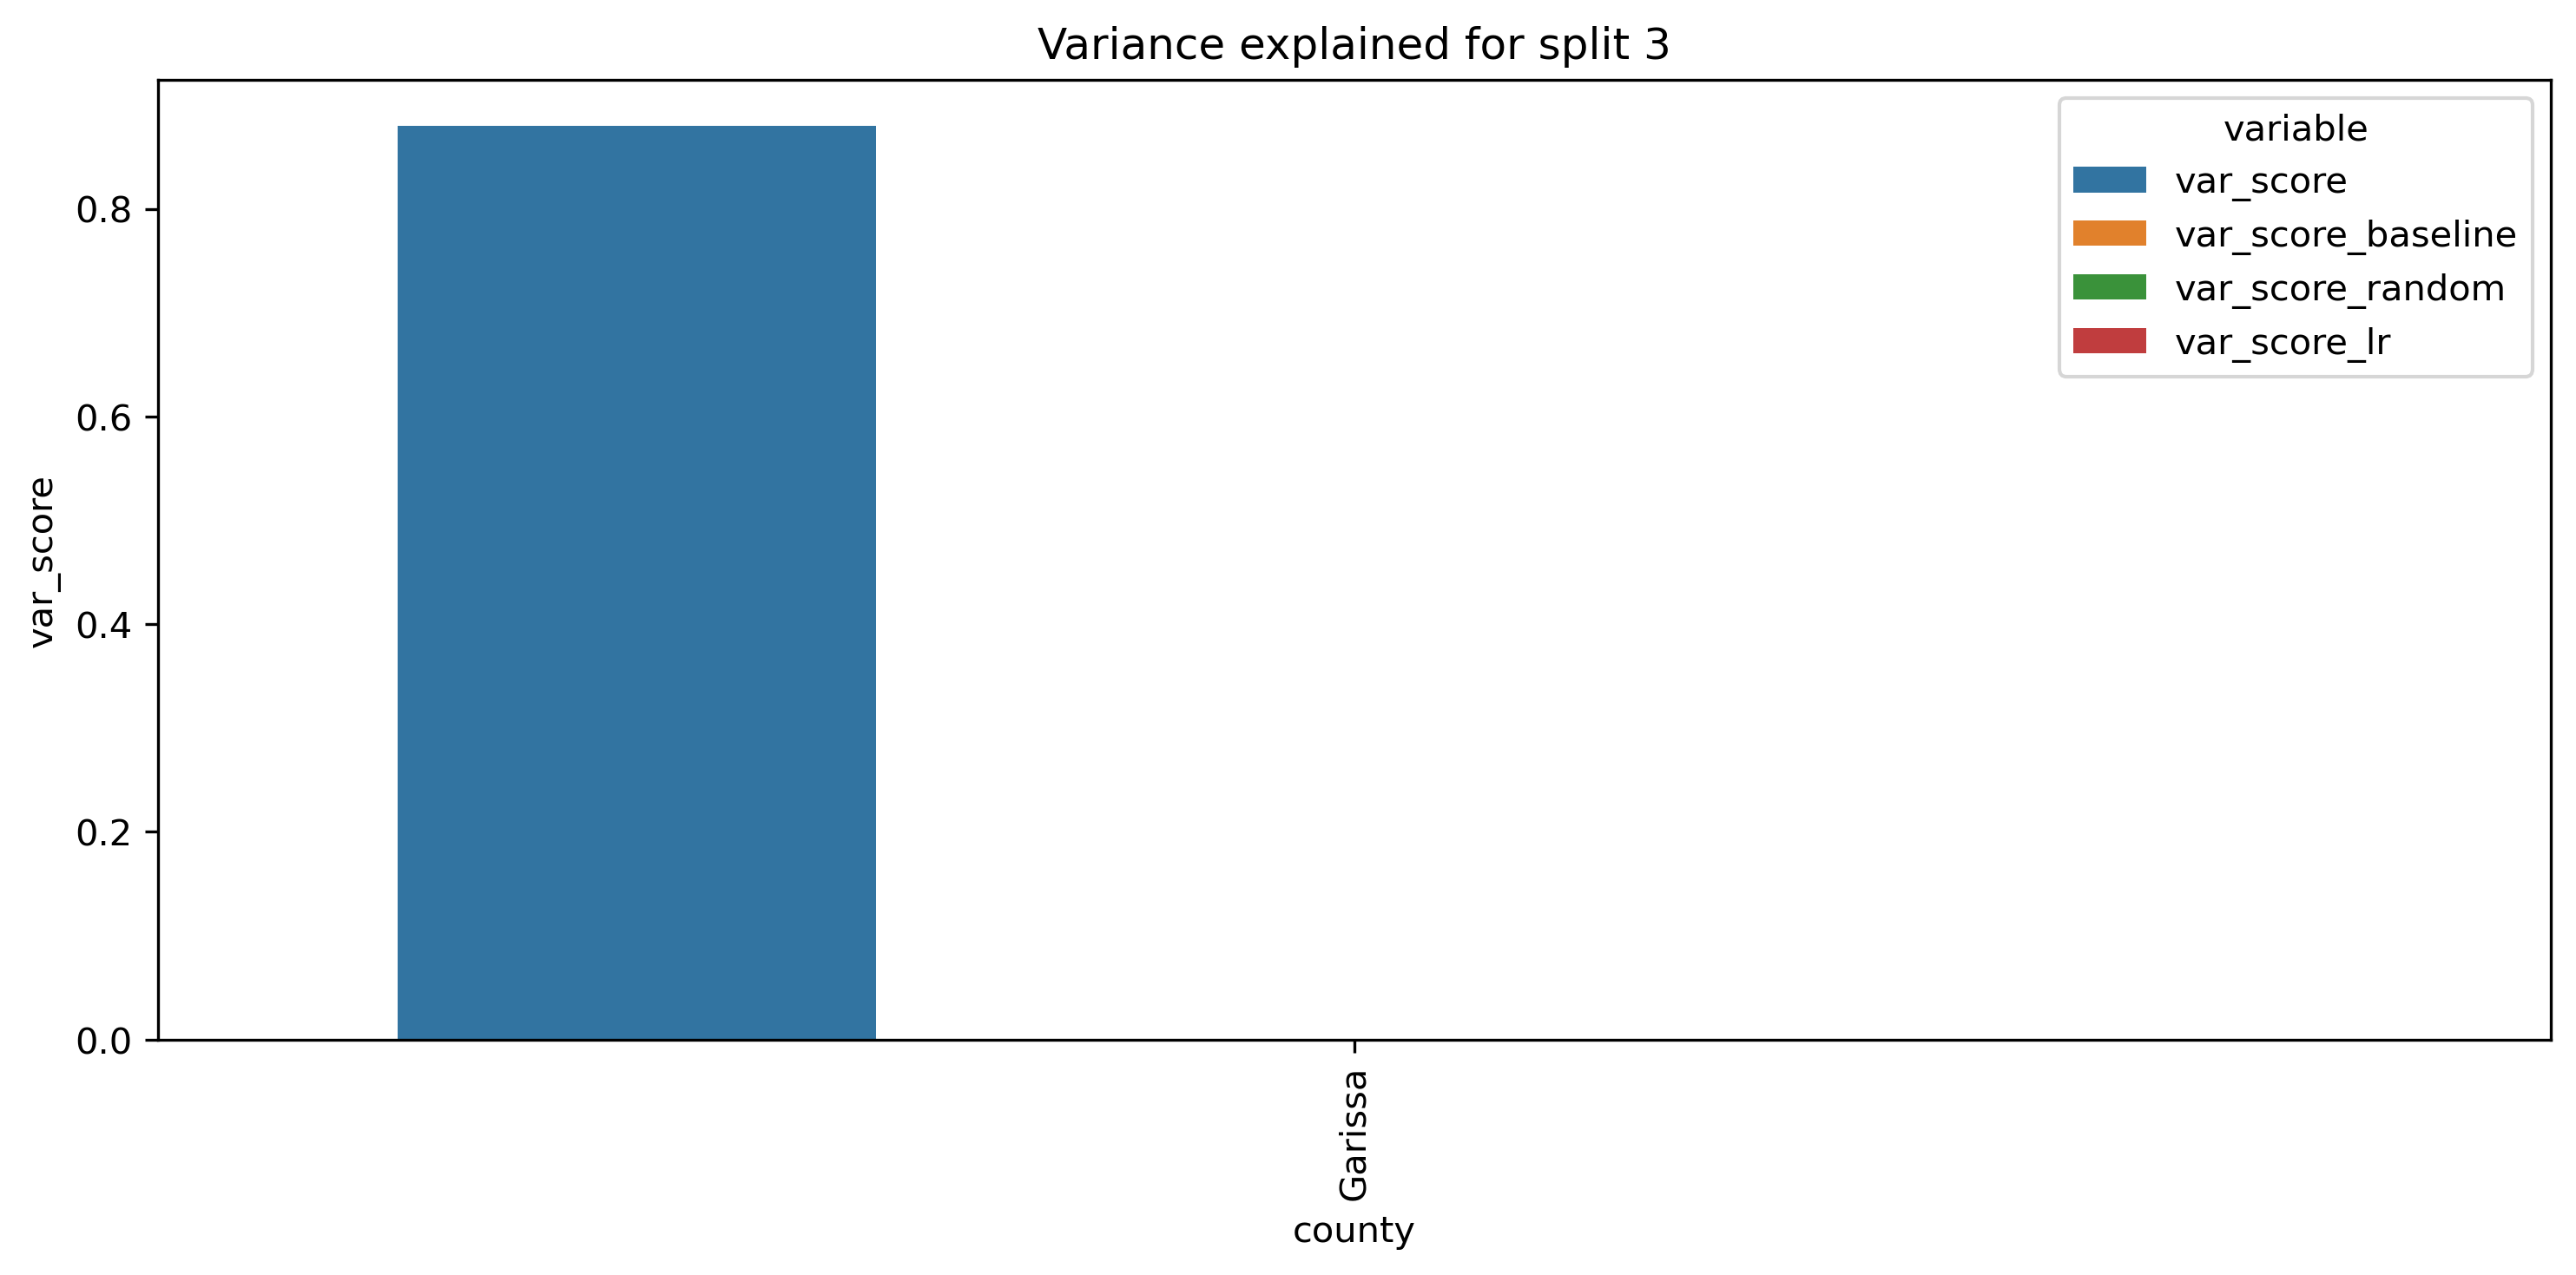 Variance explained for split 3
variable
var_score
var_score_baseline
var_score_random
var_score_lr
var_score
0.8
0.6
0.4
0.2
0.0
Garissa
county